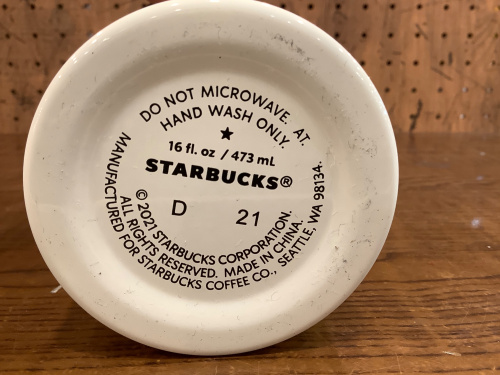 DO NOT MICROWAVE. AT.
HAND WASH ONLY.
★
16 fl. oz / 473 mL
STARBUCKS®
D 21
© 2021 STARBUCKS CORPORATION.
ALL RIGHTS RESERVED. MADE IN CHINA.
MANUFACTURED FOR STARBUCKS COFFEE CO., SEATTLE, WA 98134.